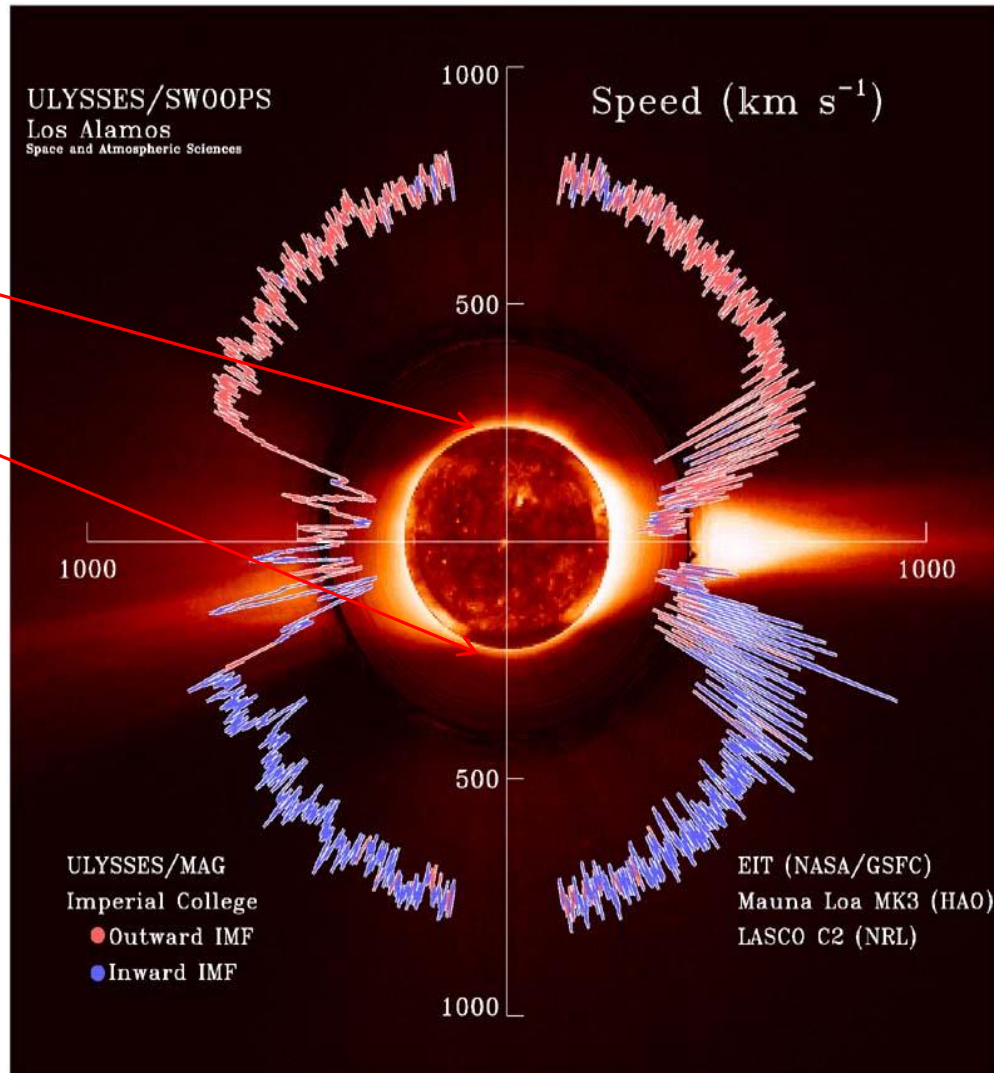 1000
ULYSSES/SWOOPS
Los Alamos
Space and Atmospheric Sciences
Speed (km s⁻¹)
500
1000
1000
500
ULYSSES/MAG
Imperial College
Outward IMF
Inward IMF
EIT (NASA/GSFC)
Mauna Loa MK3 (HAO)
LASCO C2 (NRL)
1000